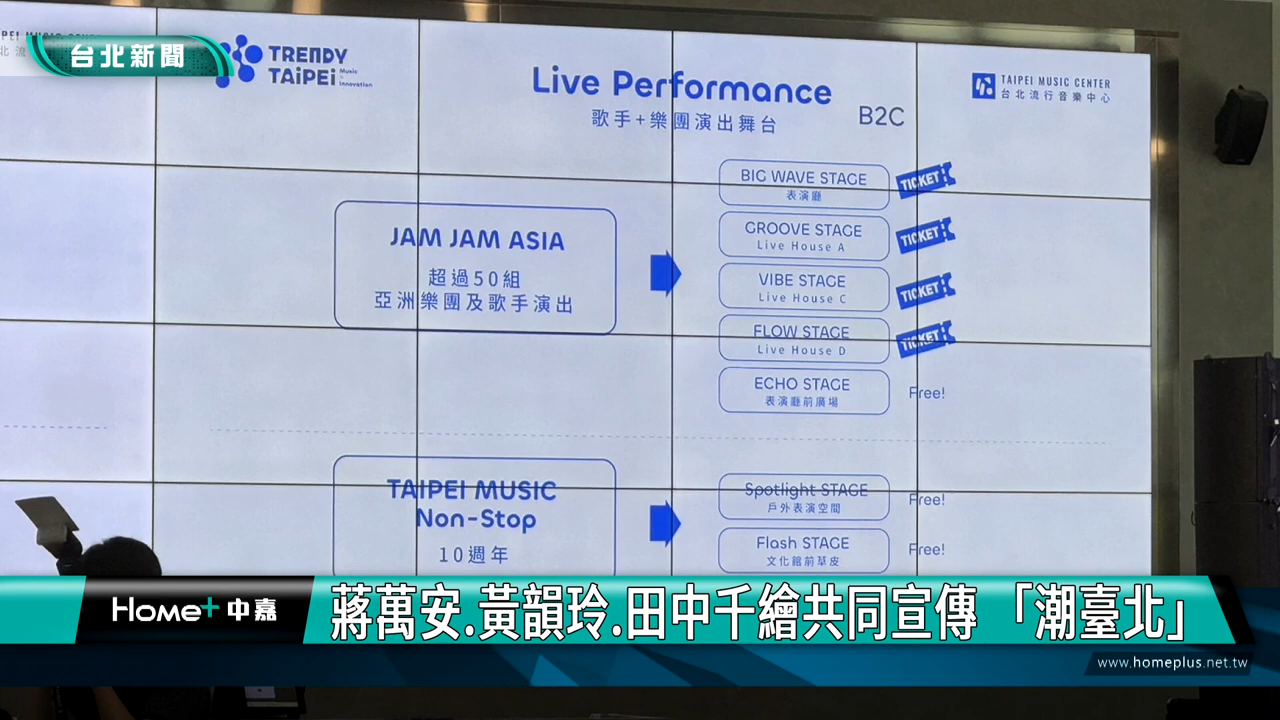 台北新聞
TRENDY
TAiPEi
Music
Innovation
Live Performance
歌手+樂團演出舞台
B2C
TAIPEI MUSIC CENTER
台北流行音樂中心
JAM JAM ASIA
超過50組
亞洲樂團及歌手演出
BIG WAVE STAGE
表演廳
TICKET
GROOVE STAGE
Live House A
TICKET
VIBE STAGE
Live House C
TICKET
FLOW STAGE
Live House D
TICKET
ECHO STAGE
表演廳前廣場
Free!
TAIPEI MUSIC
Non-Stop
10週年
Spotlight STAGE
戶外表演空間
Free!
Flash STAGE
文化館前草皮
Free!
Home+中嘉
蔣萬安.黃韻玲.田中千繪共同宣傳「潮臺北」
www.homeplus.net.tw